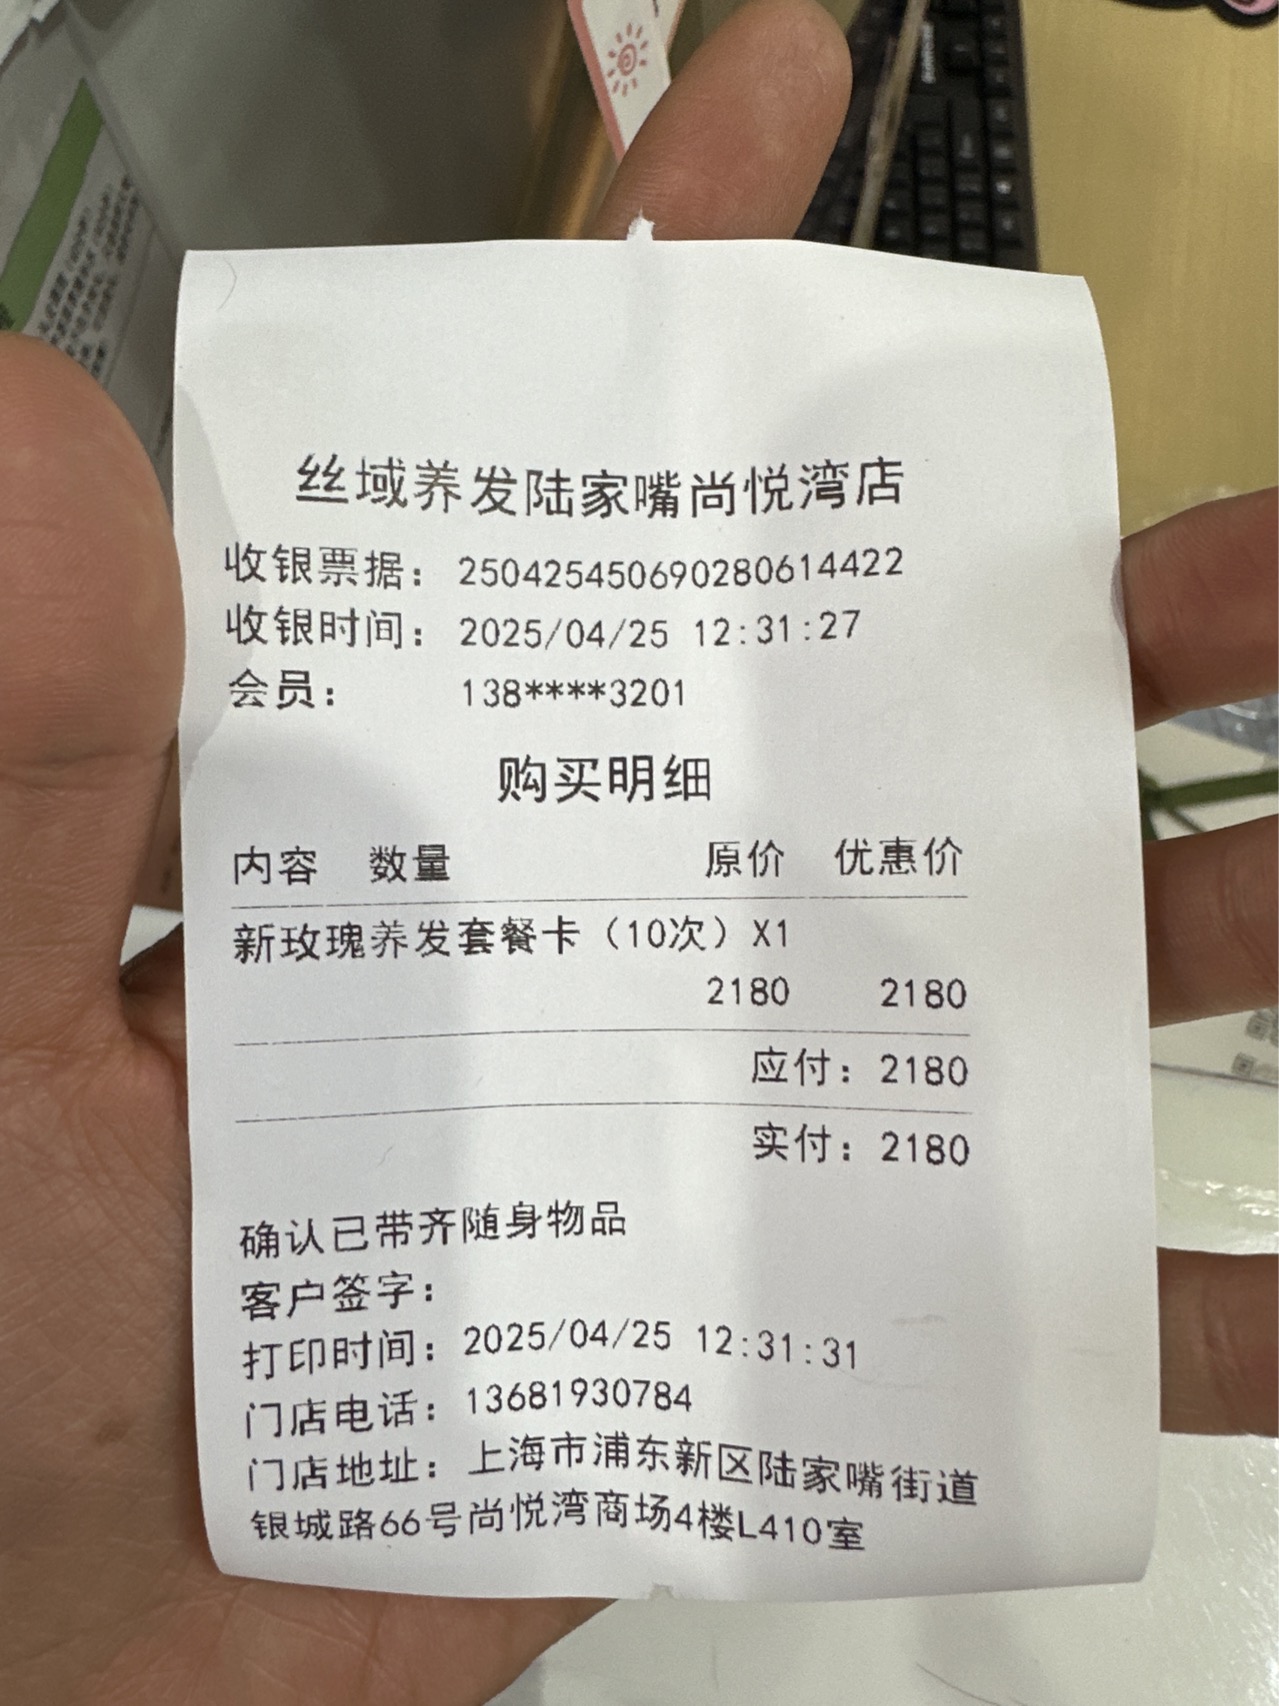 丝域养发陆家嘴尚悦湾店
收银票据：250425450690280614422
收银时间：2025/04/25 12:31:27
会员： 138****3201
购买明细
内容 数量 原价 优惠价
新玫瑰养发套餐卡（10次）X1
2180 2180
应付：2180
实付：2180
确认已带齐随身物品
客户签字：
打印时间：2025/04/25 12:31:31
门店电话：13681930784
门店地址：上海市浦东新区陆家嘴街道
银城路66号尚悦湾商场4楼L410室